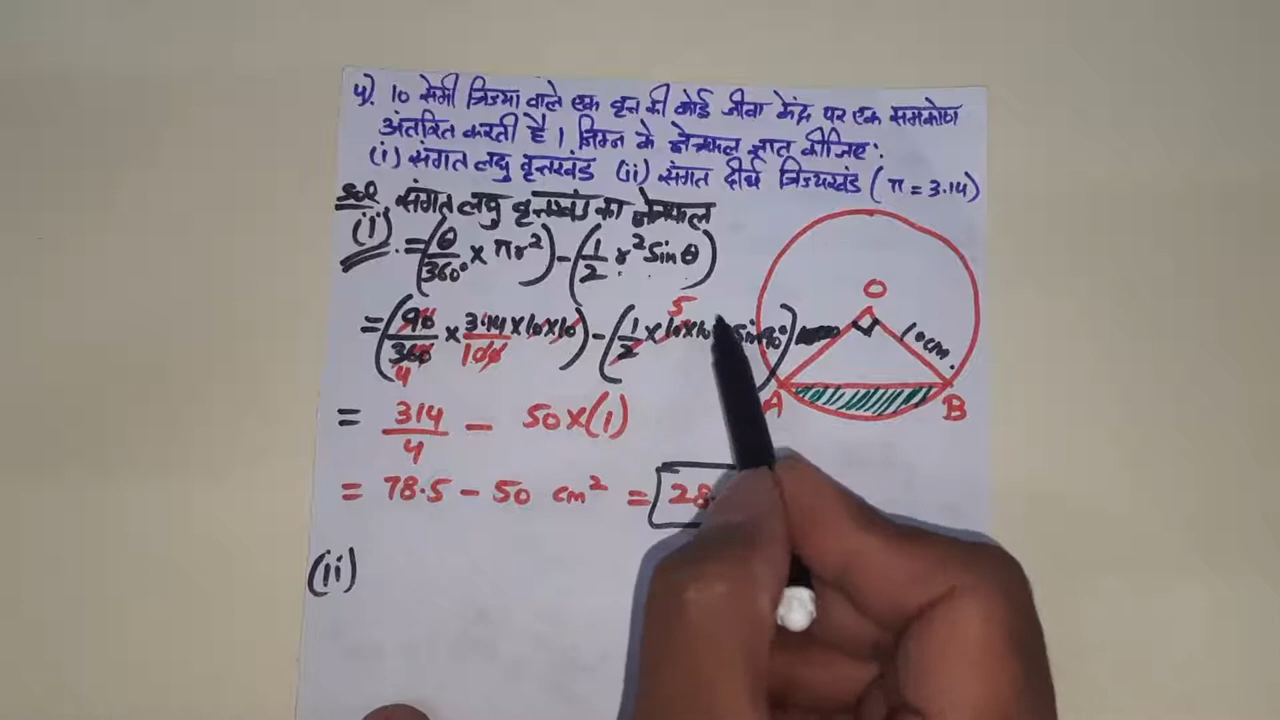 4). 10 सेमी त्रिज्या वाले एक वृत्त की कोई जीवा केंद्र पर एक समकोण
अंतरित करती है। निम्न के क्षेत्रफल ज्ञात कीजिए:
(i) संगत लघु वृत्तखंड (ii) संगत दीर्घ त्रिज्यखंड (π = 3.14)
Sol संगत लघु वृत्तखंड का क्षेत्रफल
(i) = (θ/360° × πr²) - (1/2 r² Sin θ)
= (90/360 × 3.14/100 × 10 × 10) - (1/2 × 10 × 10 Sin 90°)
4
5
= 314/4 - 50×(1)
= 78.5 - 50 cm² = 28.
(ii)
O
10cm.
A
B